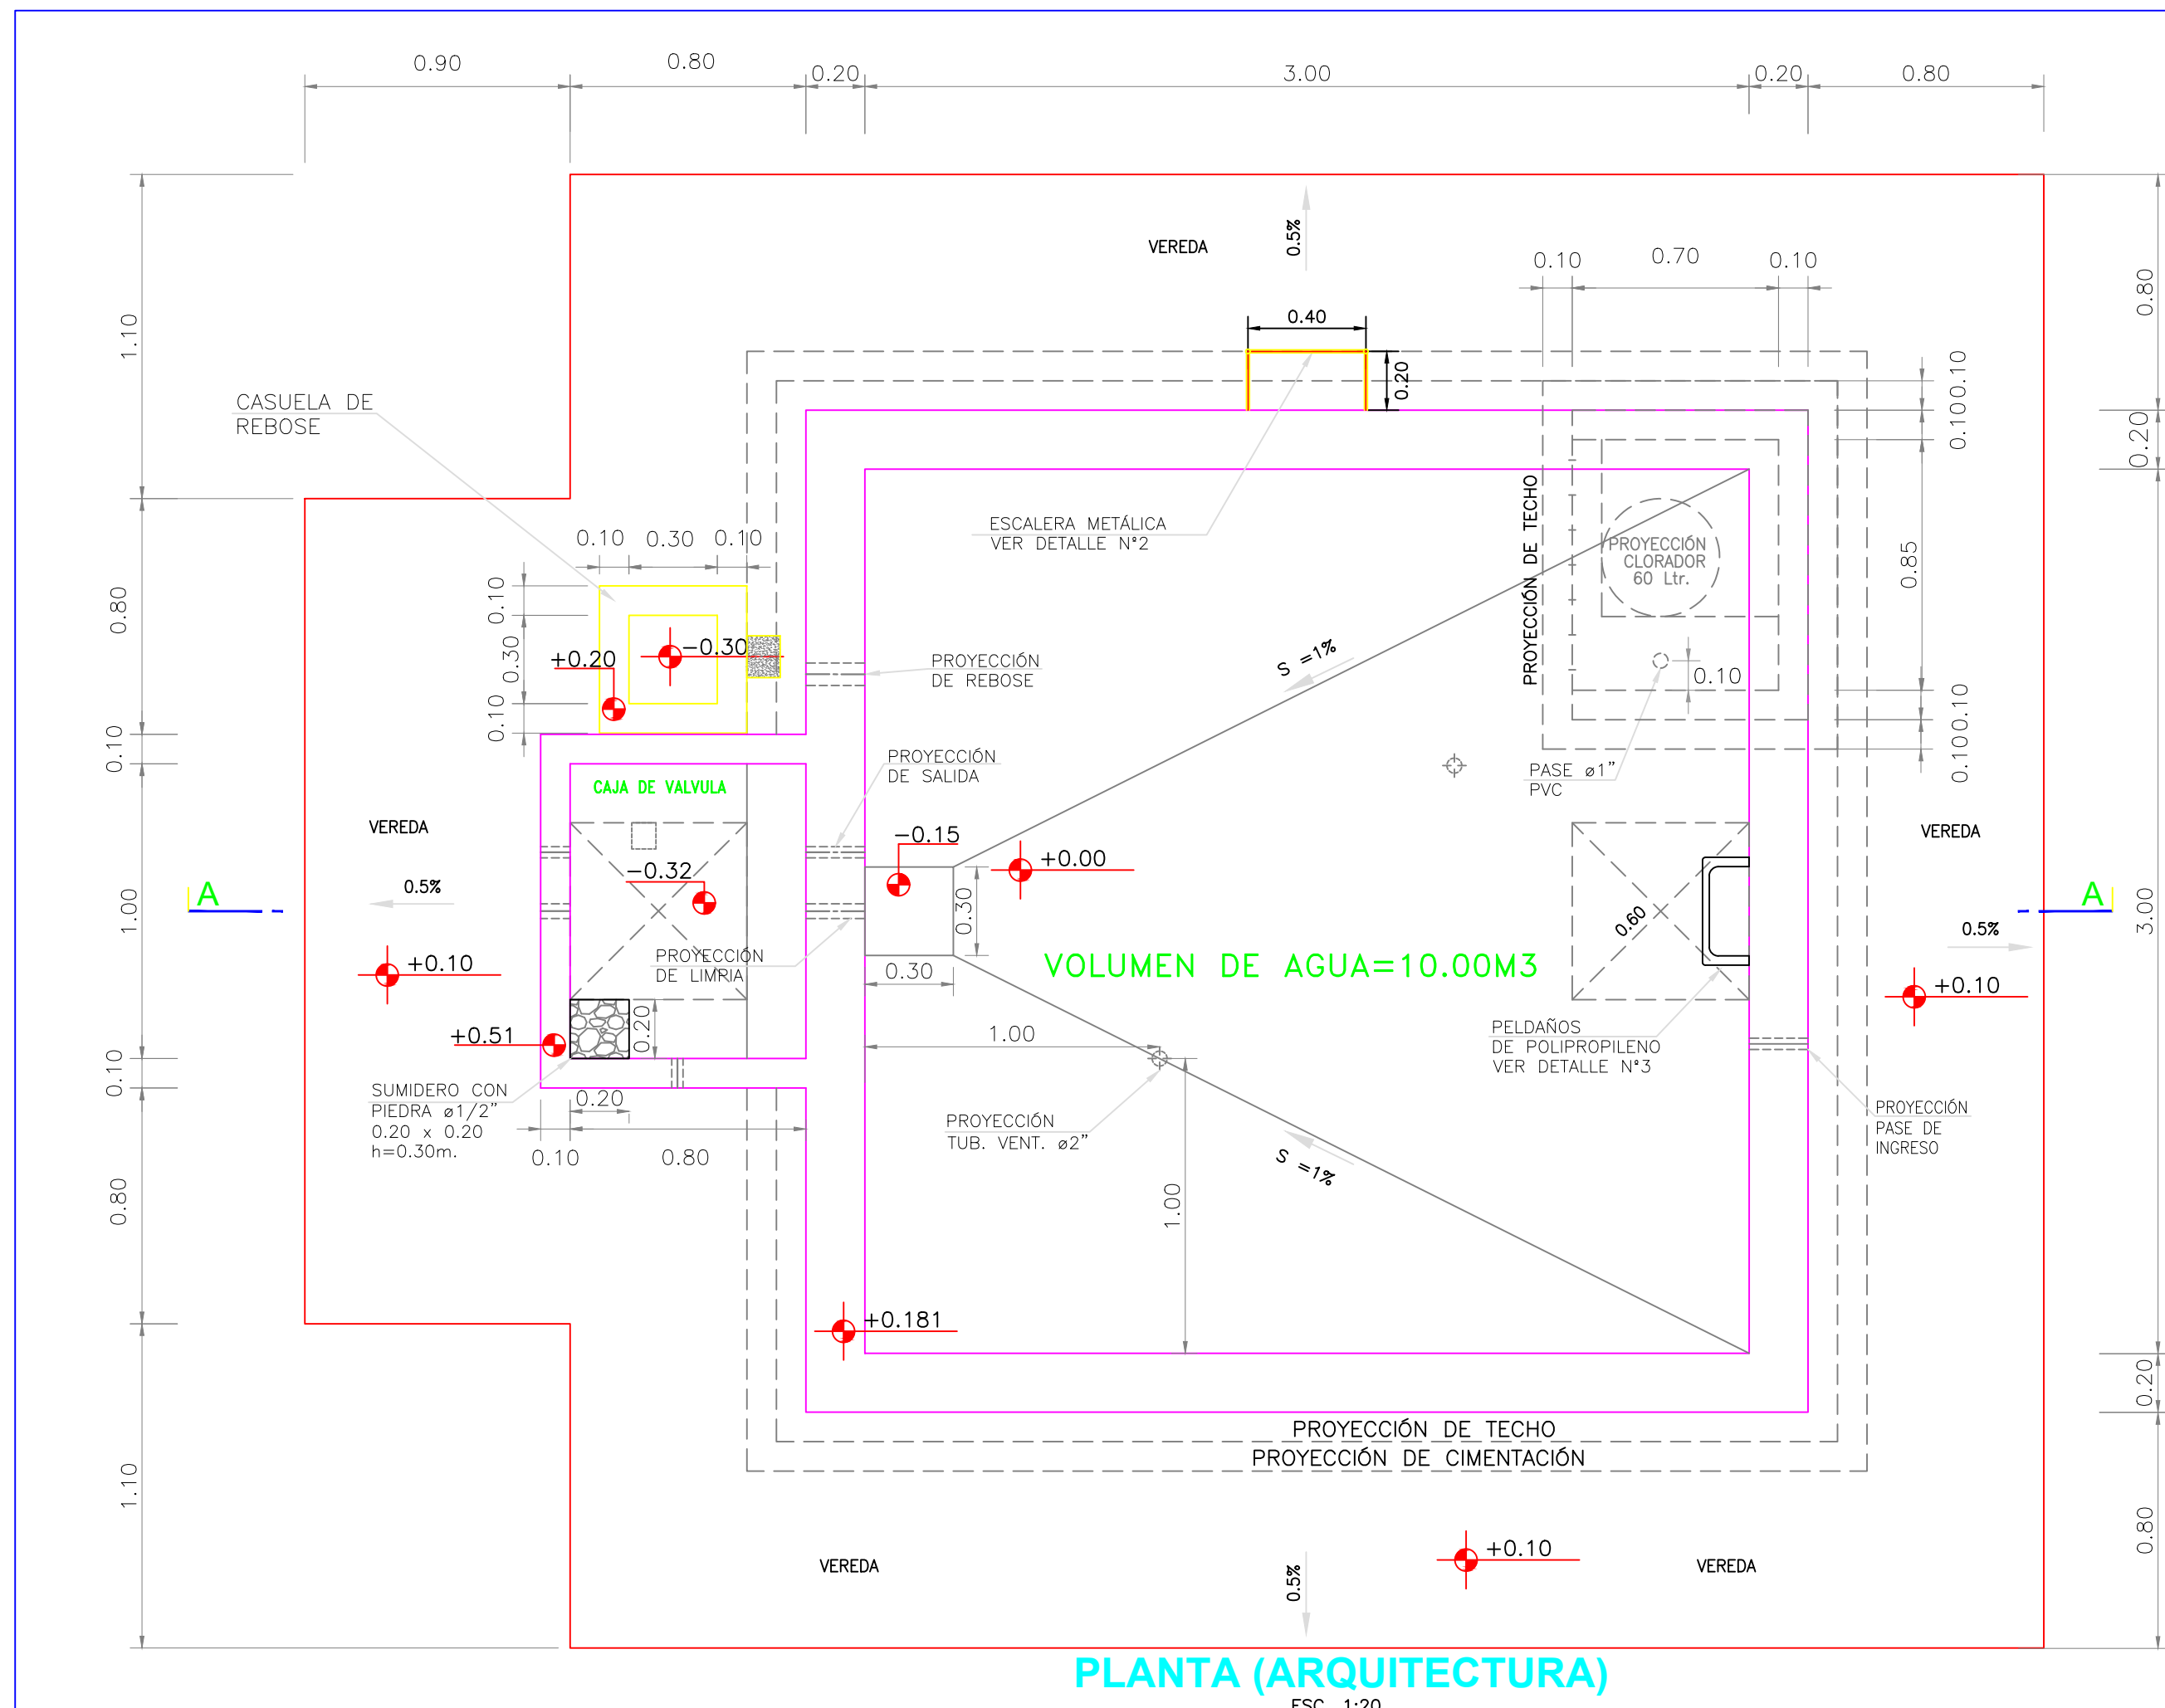 0.90
0.80
0.20
3.00
0.20
0.80
1.10
0.80
0.10
1.00
0.10
0.80
1.10
0.80
0.20
3.00
0.20
0.80
VEREDA
0.5%
0.10
0.70
0.10
0.40
0.20
0.10
0.10
0.85
0.10
0.10
CASUELA DE
REBOSE
ESCALERA METÁLICA
VER DETALLE N°2
PROYECCIÓN DE TECHO
PROYECCIÓN
CLORADOR
60 Ltr.
0.10
0.30
0.10
0.10
0.30
0.10
+0.20
-0.30
PROYECCIÓN
DE REBOSE
S =1%
0.10
PASE ø1”
PVC
PROYECCIÓN
DE SALIDA
CAJA DE VALVULA
VEREDA
VEREDA
-0.15
+0.00
-0.32
A
A
0.5%
0.5%
0.30
0.30
0.60
PROYECCIÓN
DE LIMPIA
VOLUMEN DE AGUA=10.00M3
+0.10
+0.10
+0.51
0.20
1.00
PELDAÑOS
DE POLIPROPILENO
VER DETALLE N°3
SUMIDERO CON
PIEDRA ø1/2”
0.20 x 0.20
h=0.30m.
0.20
0.10
0.80
PROYECCIÓN
TUB. VENT. ø2”
PROYECCIÓN
PASE DE
INGRESO
S =1%
1.00
+0.181
PROYECCIÓN DE TECHO
PROYECCIÓN DE CIMENTACIÓN
VEREDA
0.5%
+0.10
VEREDA
PLANTA (ARQUITECTURA)
ESC. 1:20